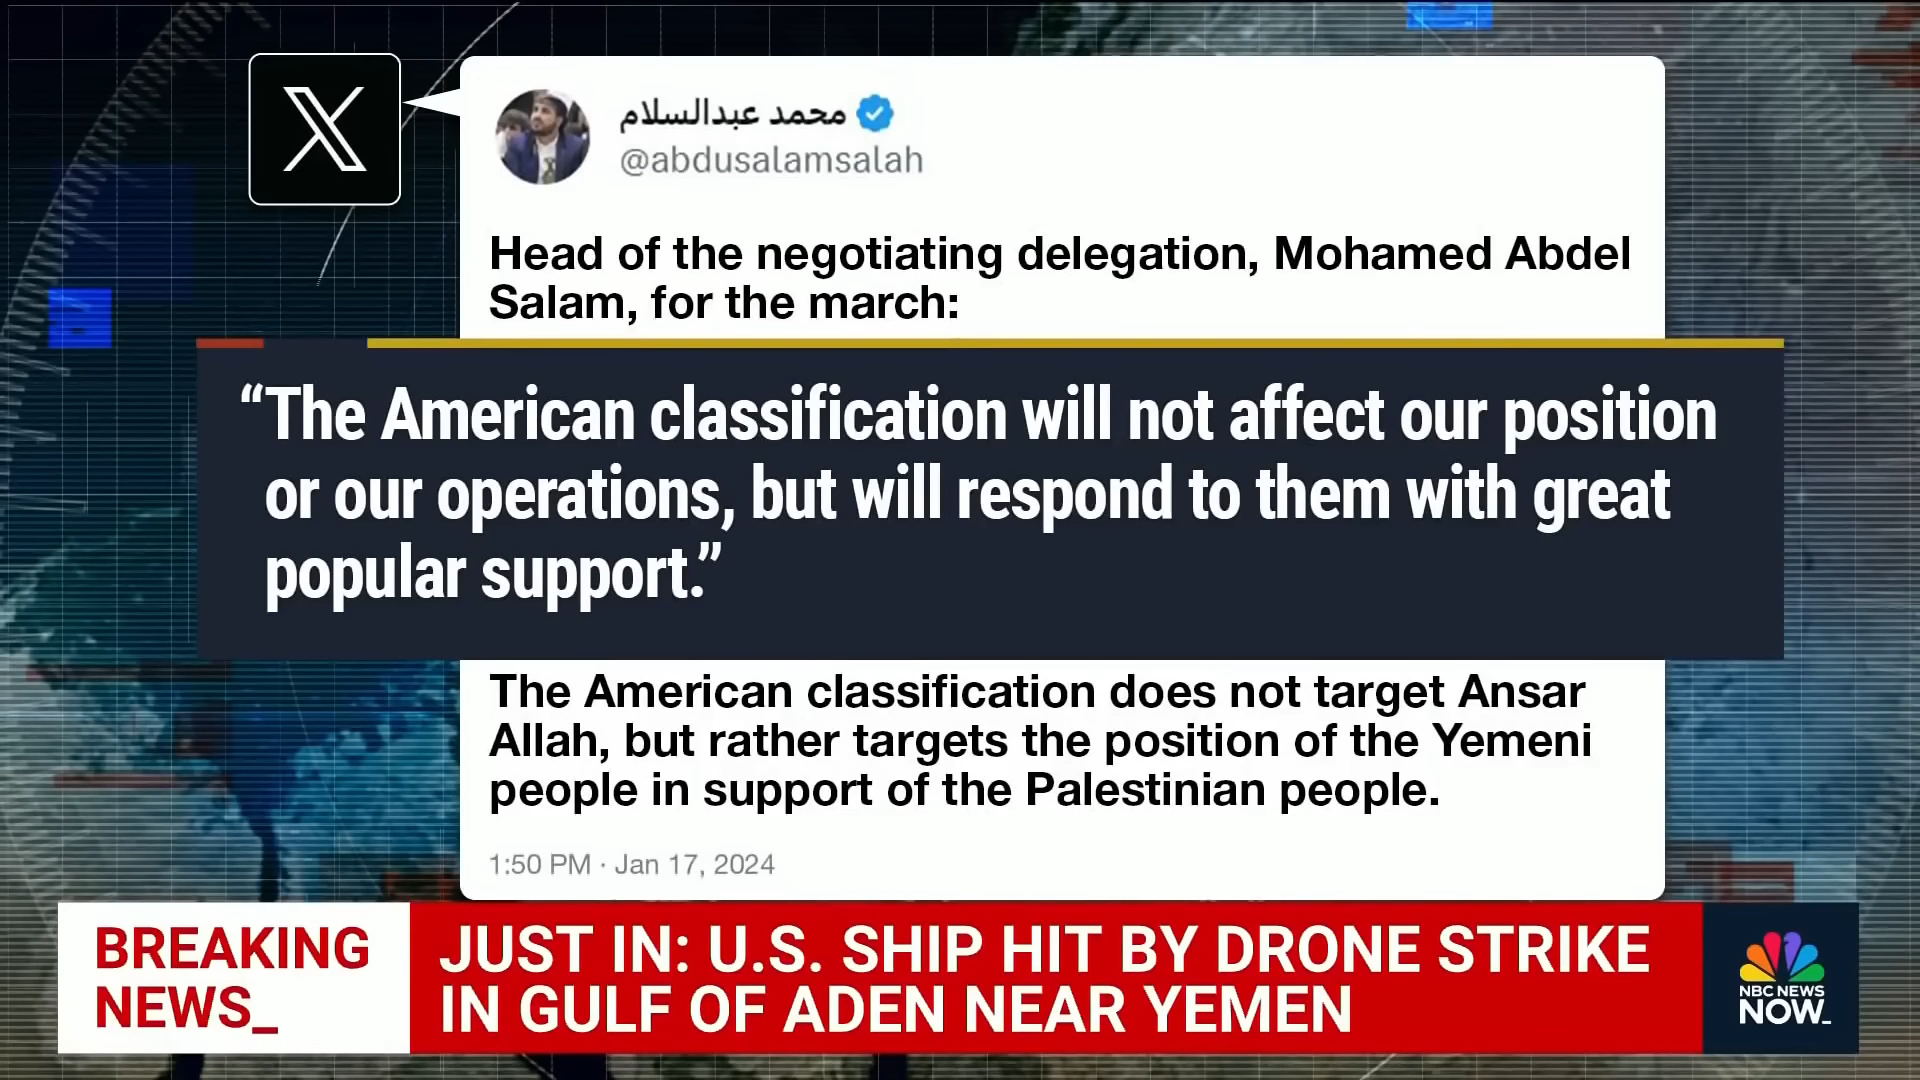 محمد عبدالسلام
@abdusalamsalah
Head of the negotiating delegation, Mohamed Abdel
Salam, for the march:
“The American classification will not affect our position
or our operations, but will respond to them with great
popular support.”
The American classification does not target Ansar
Allah, but rather targets the position of the Yemeni
people in support of the Palestinian people.
1:50 PM · Jan 17, 2024
BREAKING
NEWS_
JUST IN: U.S. SHIP HIT BY DRONE STRIKE
IN GULF OF ADEN NEAR YEMEN
NBC NEWS
NOW_